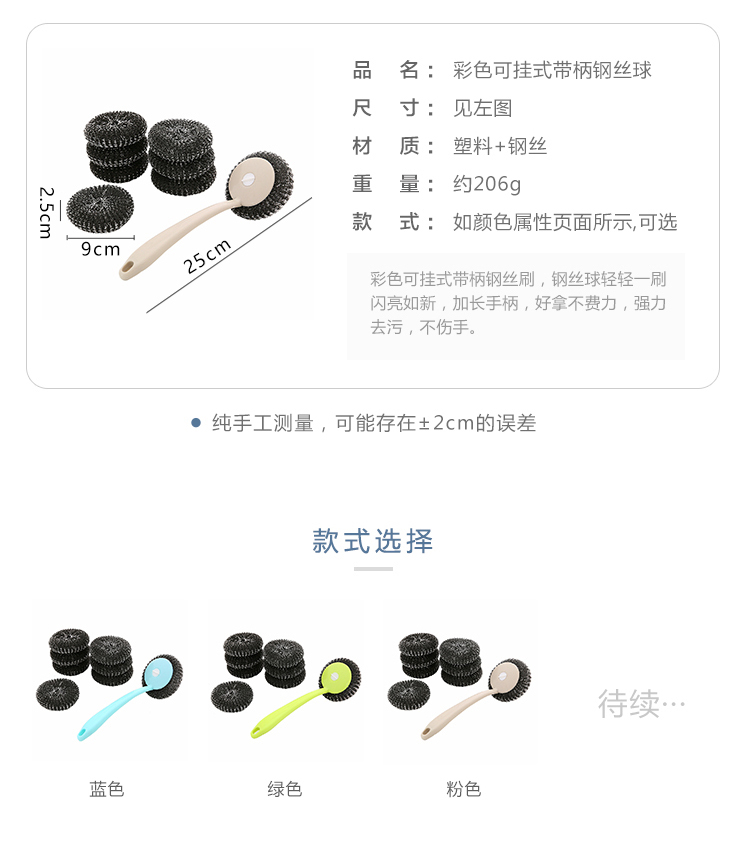 品 名： 彩色可挂式带柄钢丝球
尺 寸： 见左图
材 质： 塑料+钢丝
重 量： 约206g
款 式： 如颜色属性页面所示,可选
2.5cm
9cm
25cm
彩色可挂式带柄钢丝刷，钢丝球轻轻一刷
闪亮如新，加长手柄，好拿不费力，强力
去污，不伤手。
纯手工测量，可能存在±2cm的误差
款式选择
待续…
蓝色
绿色
粉色